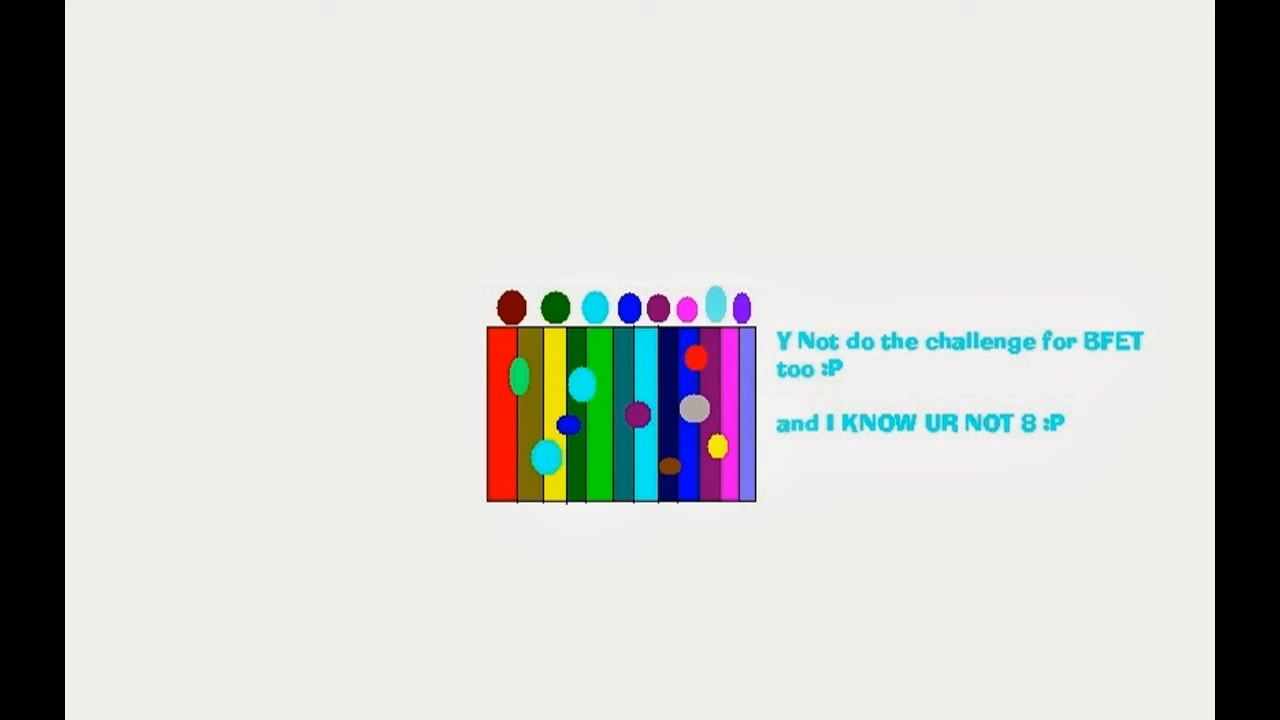 Y Not do the challenge for BFET
too :P
and I KNOW UR NOT 8 :P